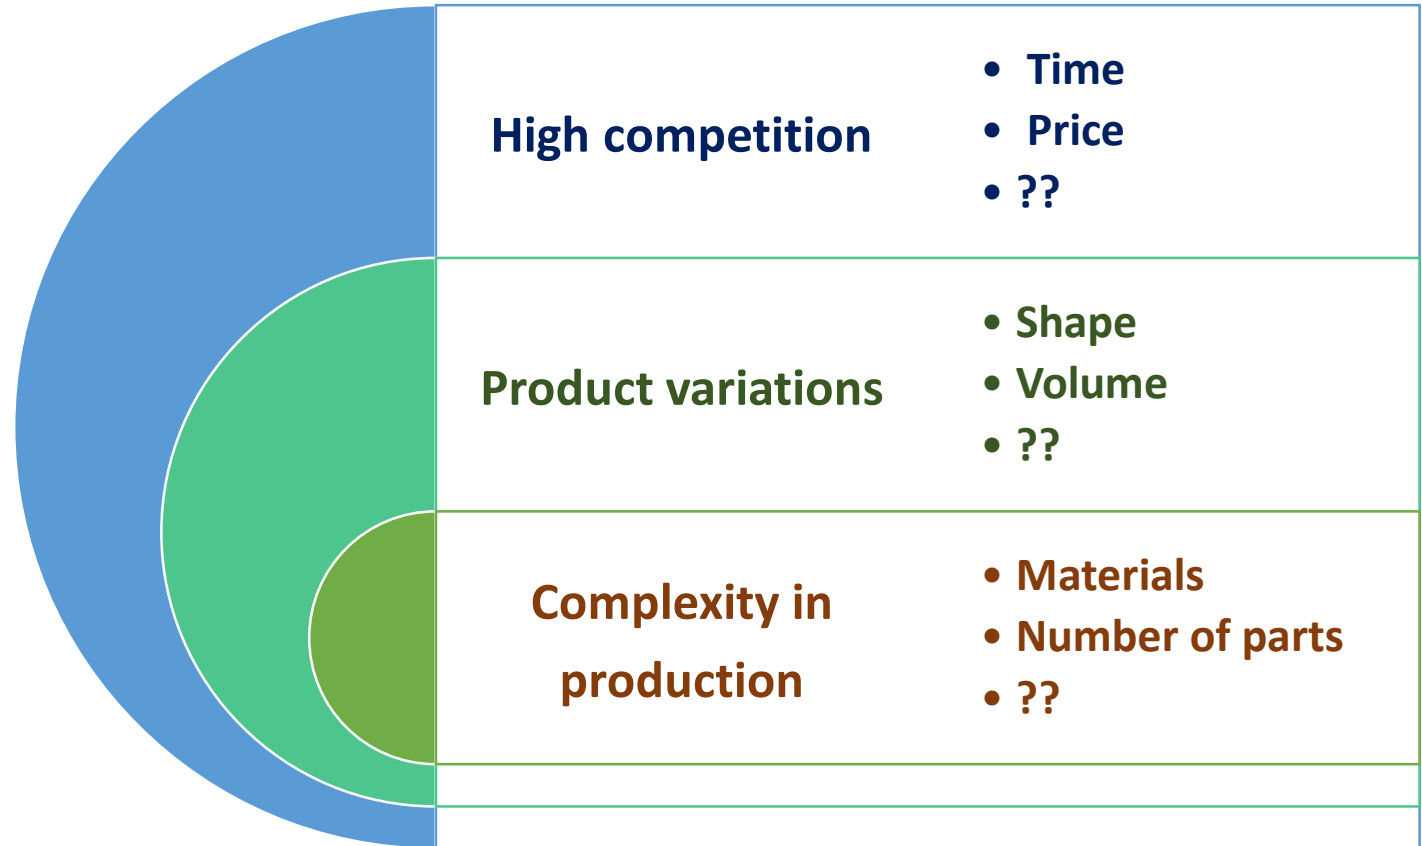 High competition
• Time
• Price
• ??
Product variations
• Shape
• Volume
• ??
Complexity in
production
• Materials
• Number of parts
• ??